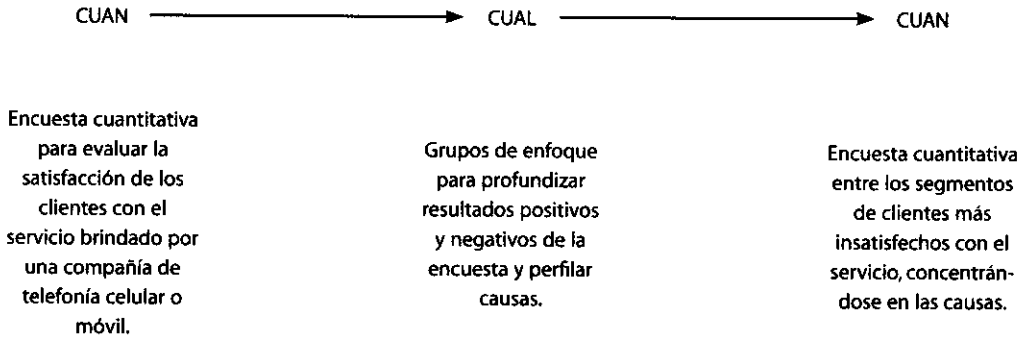 CUAN CUAL CUAN
Encuesta cuantitativa
para evaluar la
satisfacción de los
clientes con el
servicio brindado por
una compañía de
telefonía celular o
móvil.
Grupos de enfoque
para profundizar
resultados positivos
y negativos de la
encuesta y perfilar
causas.
Encuesta cuantitativa
entre los segmentos
de clientes más
insatisfechos con el
servicio, concentrán-
dose en las causas.